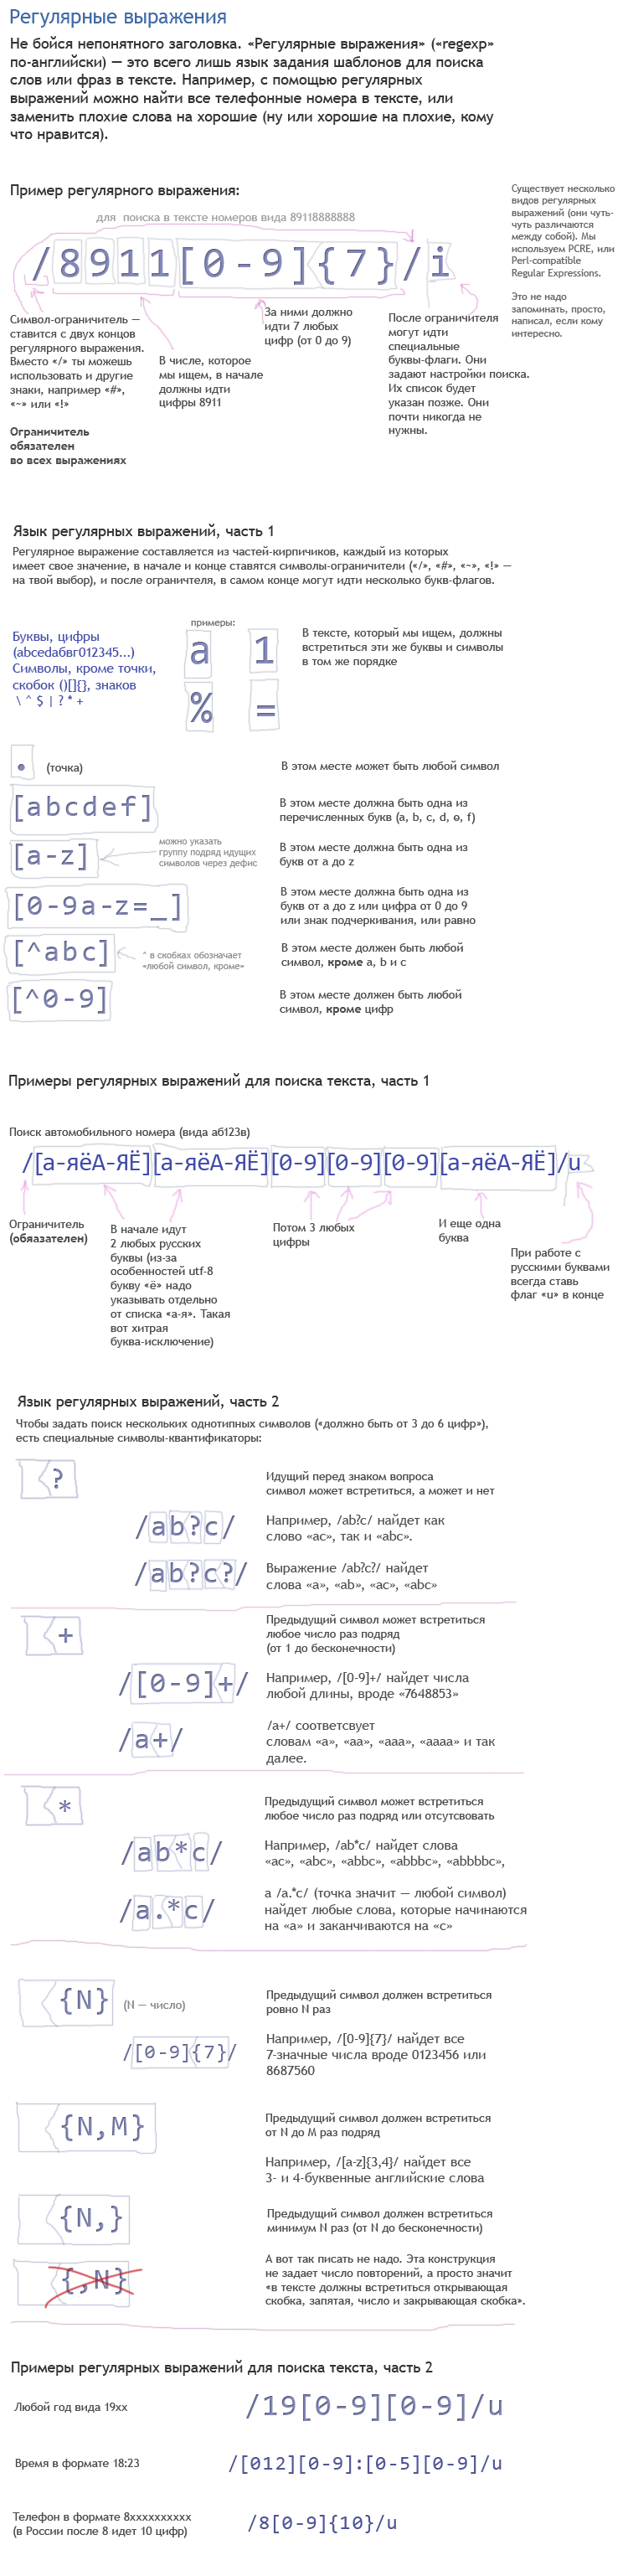 Регулярные выражения
Не бойся непонятного заголовка. «Регулярные выражения» («regexp»
по-английски) — это всего лишь язык задания шаблонов для поиска
слов или фраз в тексте. Например, с помощью регулярных
выражений можно найти все телефонные номера в тексте, или
заменить плохие слова на хорошие (ну или хорошие на плохие, кому
что нравится).
Пример регулярного выражения:
для поиска в тексте номеров вида 89118888888
/8911[0-9]{7}/i
Существует несколько
видов регулярных
выражений (они чуть-
чуть различаются
между собой). Мы
используем PCRE, или
Perl-compatible
Regular Expressions.
Это не надо
запоминать, просто,
написал, если кому
интересно.
Символ-ограничитель —
ставится с двух концов
регулярного выражения.
Вместо «/» ты можешь
использовать и другие
знаки, например «#»,
«~» или «!»
Ограничитель
обязателен
во всех выражениях
В числе, которое
мы ищем, в начале
должны идти
цифры 8911
За ними должно
идти 7 любых
цифр (от 0 до 9)
После ограничителя
могут идти
специальные
буквы-флаги. Они
задают настройки поиска.
Их список будет
указан позже. Они
почти никогда не
нужны.
Язык регулярных выражений, часть 1
Регулярное выражение составляется из частей-кирпичиков, каждый из которых
имеет свое значение, в начале и конце ставятся символы-ограничители («/», «#», «~», «!» —
на твой выбор), и после ограничтеля, в самом конце могут идти несколько букв-флагов.
примеры:
Буквы, цифры
(abcedабвг012345...)
Символы, кроме точки,
скобок ()[]{}, знаков
\ ^ $ | ? * +
a 1
% =
В тексте, который мы ищем, должны
встретиться эти же буквы и символы
в том же порядке
. (точка)
В этом месте может быть любой символ
[abcdef]
В этом месте должна быть одна из
перечисленных букв (a, b, c, d, e, f)
[a-z]
можно указать
группу подряд идущих
символов через дефис
В этом месте должна быть одна из
букв от a до z
[0-9a-z=_]
В этом месте должна быть одна из
букв от a до z или цифра от 0 до 9
или знак подчеркивания, или равно
[^abc]
^ в скобках обозначает
«любой символ, кроме»
В этом месте должен быть любой
символ, кроме a, b и c
[^0-9]
В этом месте должен быть любой
символ, кроме цифр
Примеры регулярных выражений для поиска текста, часть 1
Поиск автомобильного номера (вида аб123в)
/[а-яёА-ЯЁ][а-яёА-ЯЁ][0-9][0-9][0-9][а-яёА-ЯЁ]/u
Ограничитель
(обяазателен)
В начале идут
2 любых русских
буквы (из-за
особенностей utf-8
букву «ё» надо
указывать отдельно
от списка «а-я». Такая
вот хитрая
буква-исключение)
Потом 3 любых
цифры
И еще одна
буква
При работе с
русскими буквами
всегда ставь
флаг «u» в конце
Язык регулярных выражений, часть 2
Чтобы задать поиск нескольких однотипных символов («должно быть от 3 до 6 цифр»),
есть специальные символы-квантификаторы:
?
Идущий перед знаком вопроса
символ может встретиться, а может и нет
/ab?c/
Например, /ab?c/ найдет как
слово «ac», так и «abc».
/ab?c?/
Выражение /ab?c?/ найдет
слова «a», «ab», «ac», «abc»
+
Предыдущий символ может встретиться
любое число раз подряд
(от 1 до бесконечности)
/[0-9]+/
Например, /[0-9]+/ найдет числа
любой длины, вроде «7648853»
/a+/
/a+/ соответсвует
словам «a», «aa», «aaa», «aaaa» и так
далее.
*
Предыдущий символ может встретиться
любое число раз подряд или отсутсвовать
/ab*c/
Например, /ab*c/ найдет слова
«ac», «abc», «abbc», «abbbc», «abbbbc»,
/a.*c/
а /a.*c/ (точка значит — любой символ)
найдет любые слова, которые начинаются
на «a» и заканчиваются на «c»
{N} (N — число)
Предыдущий символ должен встретиться
ровно N раз
/[0-9]{7}/
Например, /[0-9]{7}/ найдет все
7-значные числа вроде 0123456 или
8687560
{N,M}
Предыдущий символ должен встретиться
от N до M раз подряд
Например, /[a-z]{3,4}/ найдет все
3- и 4-буквенные английские слова
{N,}
Предыдущий символ должен встретиться
минимум N раз (от N до бесконечности)
{,N}
А вот так писать не надо. Эта конструкция
не задает число повторений, а просто значит
«в тексте должны встретиться открывающая
скобка, запятая, число и закрывающая скобка».
Примеры регулярных выражений для поиска текста, часть 2
Любой год вида 19xx
/19[0-9][0-9]/u
Время в формате 18:23
/[012][0-9]:[0-5][0-9]/u
Телефон в формате 8xxxxxxxxxx
(в России после 8 идет 10 цифр)
/8[0-9]{10}/u